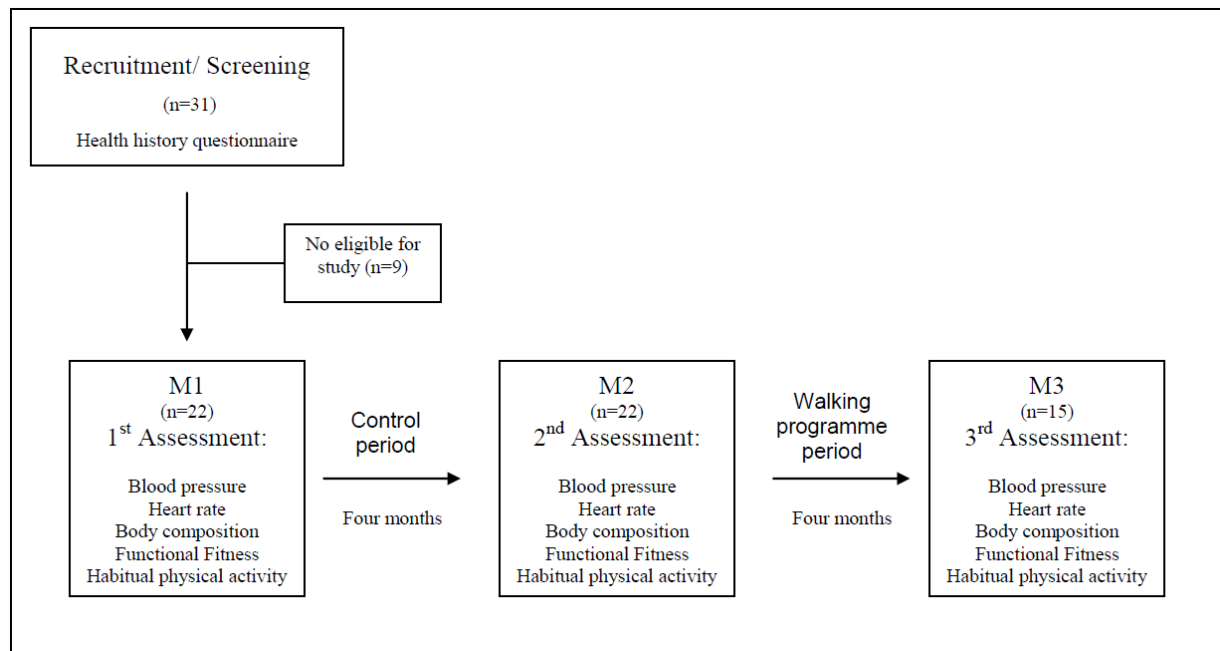 Recruitment/ Screening
(n=31)
Health history questionnaire
No eligible for
study (n=9)
M1
(n=22)
1st Assessment:
Blood pressure
Heart rate
Body composition
Functional Fitness
Habitual physical activity
Control
period
Four months
M2
(n=22)
2nd Assessment:
Blood pressure
Heart rate
Body composition
Functional Fitness
Habitual physical activity
Walking
programme
period
Four months
M3
(n=15)
3rd Assessment:
Blood pressure
Heart rate
Body composition
Functional Fitness
Habitual physical activity